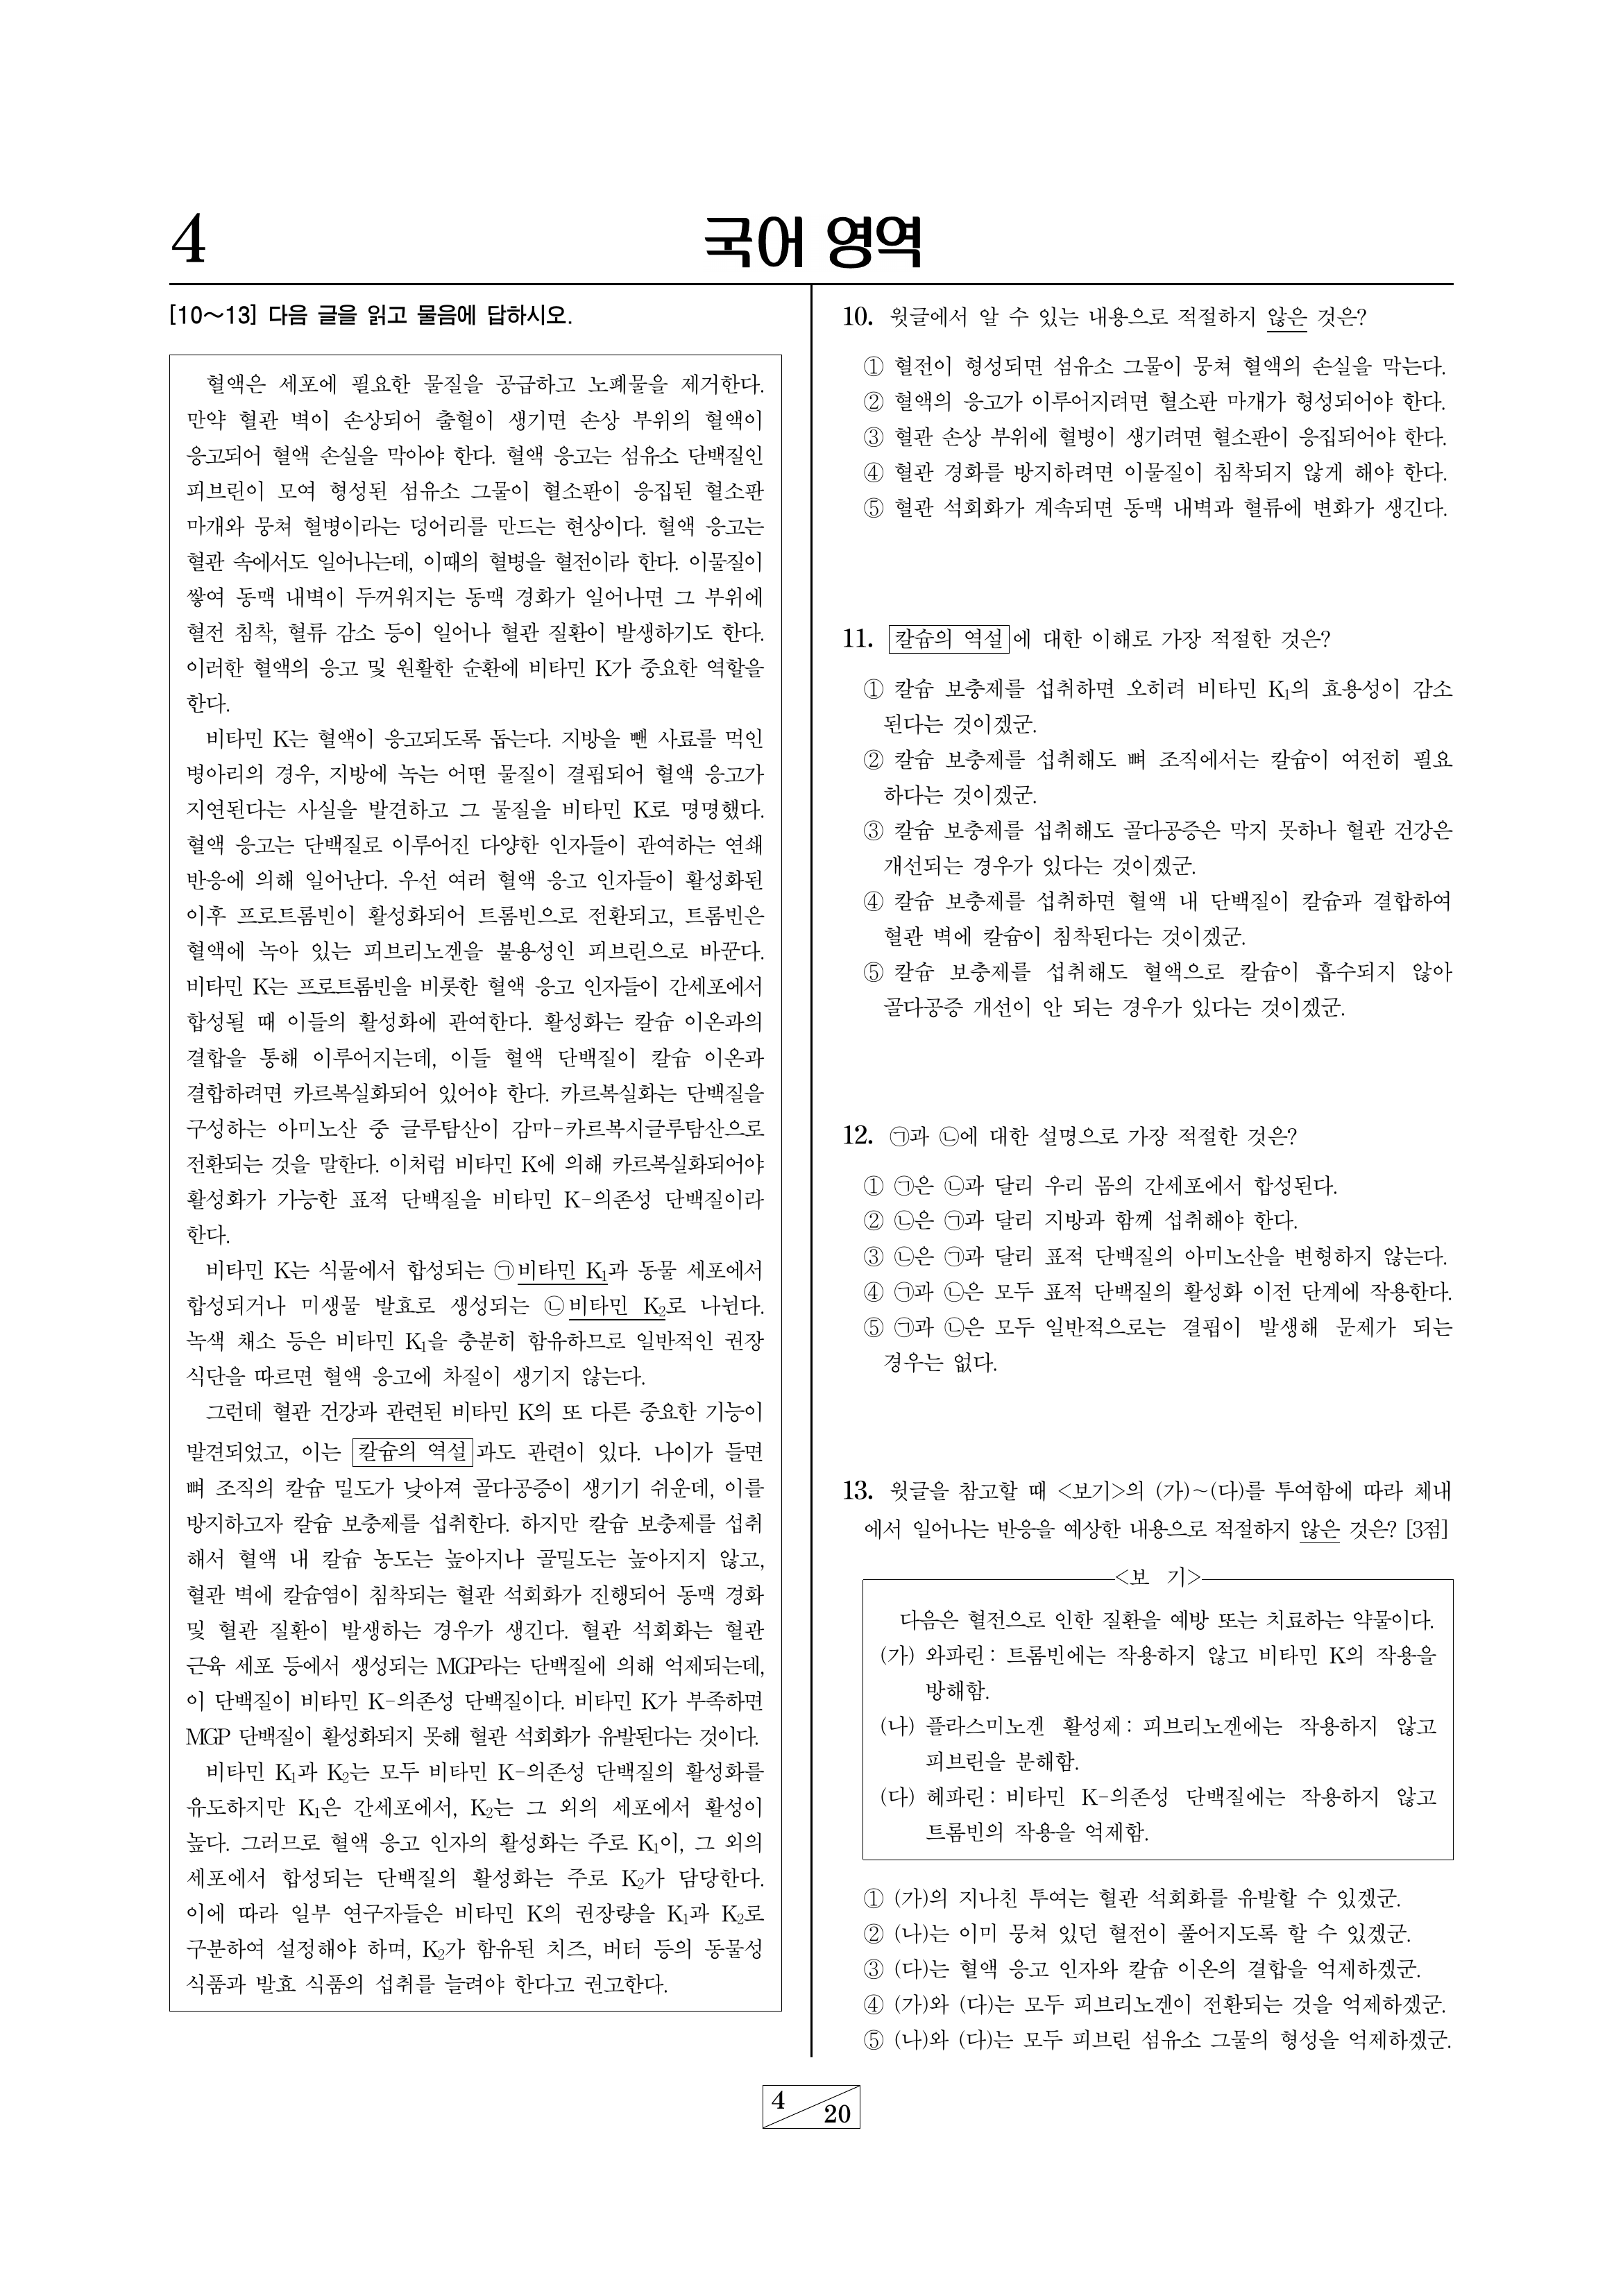 4
국어 영역
[10～13] 다음 글을 읽고 물음에 답하시오.
혈액은 세포에 필요한 물질을 공급하고 노폐물을 제거한다.
만약 혈관 벽이 손상되어 출혈이 생기면 손상 부위의 혈액이
응고되어 혈액 손실을 막아야 한다. 혈액 응고는 섬유소 단백질인
피브린이 모여 형성된 섬유소 그물이 혈소판이 응집된 혈소판
마개와 뭉쳐 혈병이라는 덩어리를 만드는 현상이다. 혈액 응고는
혈관 속에서도 일어나는데, 이때의 혈병을 혈전이라 한다. 이물질이
쌓여 동맥 내벽이 두꺼워지는 동맥 경화가 일어나면 그 부위에
혈전 침착, 혈류 감소 등이 일어나 혈관 질환이 발생하기도 한다.
이러한 혈액의 응고 및 원활한 순환에 비타민 K가 중요한 역할을
한다.
비타민 K는 혈액이 응고되도록 돕는다. 지방을 뺀 사료를 먹인
병아리의 경우, 지방에 녹는 어떤 물질이 결핍되어 혈액 응고가
지연된다는 사실을 발견하고 그 물질을 비타민 K로 명명했다.
혈액 응고는 단백질로 이루어진 다양한 인자들이 관여하는 연쇄
반응에 의해 일어난다. 우선 여러 혈액 응고 인자들이 활성화된
이후 프로트롬빈이 활성화되어 트롬빈으로 전환되고, 트롬빈은
혈액에 녹아 있는 피브리노겐을 불용성인 피브린으로 바꾼다.
비타민 K는 프로트롬빈을 비롯한 혈액 응고 인자들이 간세포에서
합성될 때 이들의 활성화에 관여한다. 활성화는 칼슘 이온과의
결합을 통해 이루어지는데, 이들 혈액 단백질이 칼슘 이온과
결합하려면 카르복실화되어 있어야 한다. 카르복실화는 단백질을
구성하는 아미노산 중 글루탐산이 감마-카르복시글루탐산으로
전환되는 것을 말한다. 이처럼 비타민 K에 의해 카르복실화되어야
활성화가 가능한 표적 단백질을 비타민 K-의존성 단백질이라
한다.
비타민 K는 식물에서 합성되는 ㉠비타민 K₁과 동물 세포에서
합성되거나 미생물 발효로 생성되는 ㉡비타민 K₂로 나뉜다.
녹색 채소 등은 비타민 K₁을 충분히 함유하므로 일반적인 권장
식단을 따르면 혈액 응고에 차질이 생기지 않는다.
그런데 혈관 건강과 관련된 비타민 K의 또 다른 중요한 기능이
발견되었고, 이는 칼슘의 역설과도 관련이 있다. 나이가 들면
뼈 조직의 칼슘 밀도가 낮아져 골다공증이 생기기 쉬운데, 이를
방지하고자 칼슘 보충제를 섭취한다. 하지만 칼슘 보충제를 섭취
해서 혈액 내 칼슘 농도는 높아지나 골밀도는 높아지지 않고,
혈관 벽에 칼슘염이 침착되는 혈관 석회화가 진행되어 동맥 경화
및 혈관 질환이 발생하는 경우가 생긴다. 혈관 석회화는 혈관
근육 세포 등에서 생성되는 MGP라는 단백질에 의해 억제되는데,
이 단백질이 비타민 K-의존성 단백질이다. 비타민 K가 부족하면
MGP 단백질이 활성화되지 못해 혈관 석회화가 유발된다는 것이다.
비타민 K₁과 K₂는 모두 비타민 K-의존성 단백질의 활성화를
유도하지만 K₁은 간세포에서, K₂는 그 외의 세포에서 활성이
높다. 그러므로 혈액 응고 인자의 활성화는 주로 K₁이, 그 외의
세포에서 합성되는 단백질의 활성화는 주로 K₂가 담당한다.
이에 따라 일부 연구자들은 비타민 K의 권장량을 K₁과 K₂로
구분하여 설정해야 하며, K₂가 함유된 치즈, 버터 등의 동물성
식품과 발효 식품의 섭취를 늘려야 한다고 권고한다.
10. 윗글에서 알 수 있는 내용으로 적절하지 않은 것은?
① 혈전이 형성되면 섬유소 그물이 뭉쳐 혈액의 손실을 막는다.
② 혈액의 응고가 이루어지려면 혈소판 마개가 형성되어야 한다.
③ 혈관 손상 부위에 혈병이 생기려면 혈소판이 응집되어야 한다.
④ 혈관 경화를 방지하려면 이물질이 침착되지 않게 해야 한다.
⑤ 혈관 석회화가 계속되면 동맥 내벽과 혈류에 변화가 생긴다.
11. 칼슘의 역설에 대한 이해로 가장 적절한 것은?
① 칼슘 보충제를 섭취하면 오히려 비타민 K₁의 효용성이 감소
된다는 것이겠군.
② 칼슘 보충제를 섭취해도 뼈 조직에서는 칼슘이 여전히 필요
하다는 것이겠군.
③ 칼슘 보충제를 섭취해도 골다공증은 막지 못하나 혈관 건강은
개선되는 경우가 있다는 것이겠군.
④ 칼슘 보충제를 섭취하면 혈액 내 단백질이 칼슘과 결합하여
혈관 벽에 칼슘이 침착된다는 것이겠군.
⑤ 칼슘 보충제를 섭취해도 혈액으로 칼슘이 흡수되지 않아
골다공증 개선이 안 되는 경우가 있다는 것이겠군.
12. ㉠과 ㉡에 대한 설명으로 가장 적절한 것은?
① ㉠은 ㉡과 달리 우리 몸의 간세포에서 합성된다.
② ㉡은 ㉠과 달리 지방과 함께 섭취해야 한다.
③ ㉡은 ㉠과 달리 표적 단백질의 아미노산을 변형하지 않는다.
④ ㉠과 ㉡은 모두 표적 단백질의 활성화 이전 단계에 작용한다.
⑤ ㉠과 ㉡은 모두 일반적으로는 결핍이 발생해 문제가 되는
경우는 없다.
13. 윗글을 참고할 때 <보기>의 (가)～(다)를 투여함에 따라 체내
에서 일어나는 반응을 예상한 내용으로 적절하지 않은 것은? [3점]
<보 기>
다음은 혈전으로 인한 질환을 예방 또는 치료하는 약물이다.
(가) 와파린 : 트롬빈에는 작용하지 않고 비타민 K의 작용을
방해함.
(나) 플라스미노겐 활성제 : 피브리노겐에는 작용하지 않고
피브린을 분해함.
(다) 헤파린 : 비타민 K-의존성 단백질에는 작용하지 않고
트롬빈의 작용을 억제함.
① (가)의 지나친 투여는 혈관 석회화를 유발할 수 있겠군.
② (나)는 이미 뭉쳐 있던 혈전이 풀어지도록 할 수 있겠군.
③ (다)는 혈액 응고 인자와 칼슘 이온의 결합을 억제하겠군.
④ (가)와 (다)는 모두 피브리노겐이 전환되는 것을 억제하겠군.
⑤ (나)와 (다)는 모두 피브린 섬유소 그물의 형성을 억제하겠군.
4
20